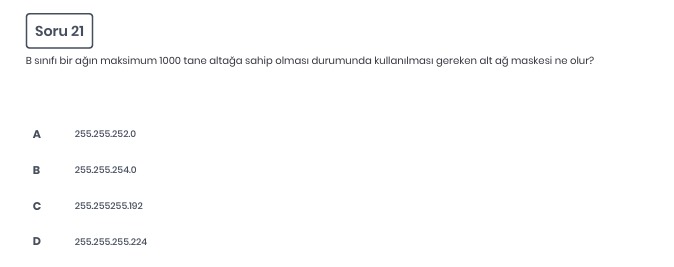 Soru 21
B sınıfı bir ağın maksimum 1000 tane altağa sahip olması durumunda kullanılması gereken alt ağ maskesi ne olur?
A 255.255.252.0
B 255.255.254.0
C 255.255255.192
D 255.255.255.224